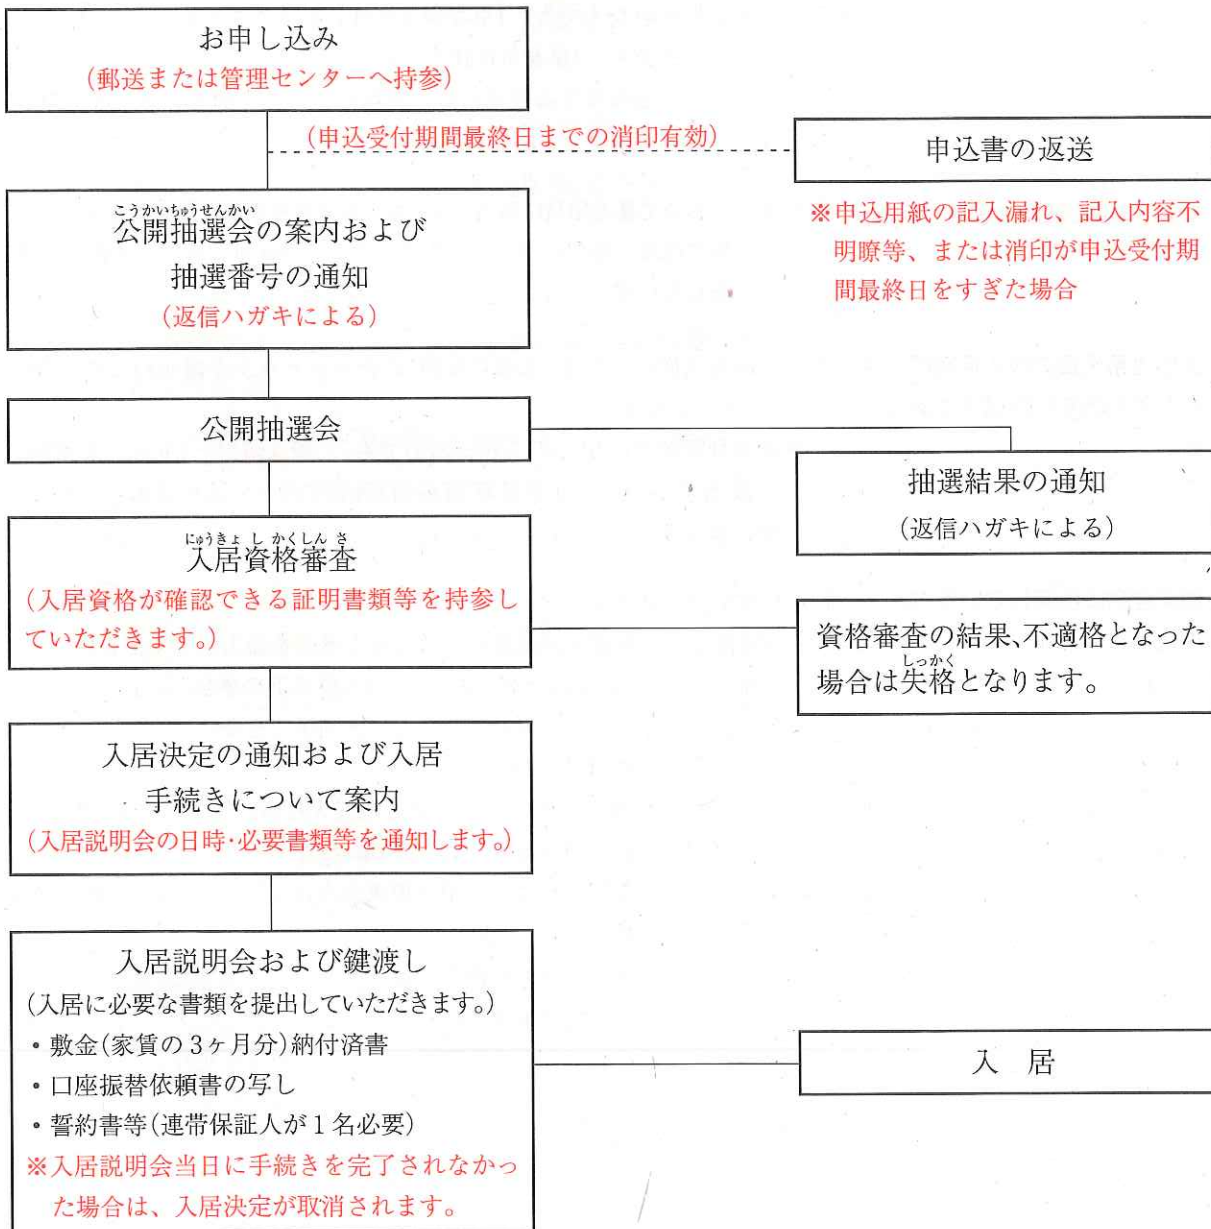 お申し込み
(郵送または管理センターへ持参)
(申込受付期間最終日までの消印有効)
申込書の返送
※申込用紙の記入漏れ、記入内容不
明瞭等、または消印が申込受付期
間最終日をすぎた場合
こうかいちゅうせんかい
公開抽選会の案内および
抽選番号の通知
(返信ハガキによる)
公開抽選会
抽選結果の通知
(返信ハガキによる)
にゅうきょしかくしんさ
入居資格審査
(入居資格が確認できる証明書類等を持参し
ていただきます。)
資格審査の結果、不適格となった
しっかく
場合は失格となります。
入居決定の通知および入居
手続きについて案内
(入居説明会の日時・必要書類等を通知します。)
入居説明会および鍵渡し
(入居に必要な書類を提出していただきます。)
・敷金(家賃の3ヶ月分)納付済書
・口座振替依頼書の写し
・誓約書等(連帯保証人が1名必要)
※入居説明会当日に手続きを完了されなかっ
た場合は、入居決定が取消されます。
入 居